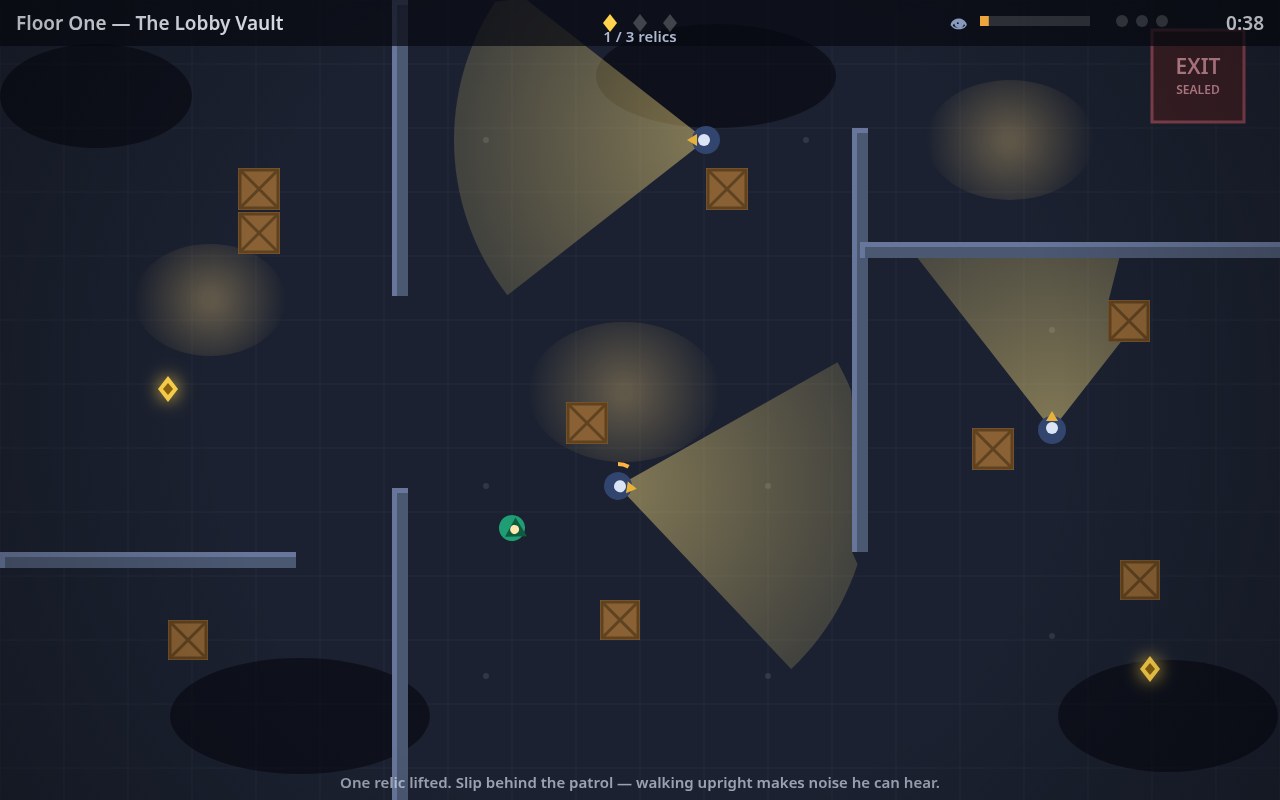 Floor One — The Lobby Vault
1 / 3 relics
0:38
EXIT
SEALED
One relic lifted. Slip behind the patrol — walking upright makes noise he can hear.